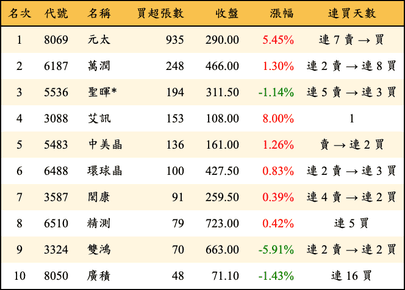 名次 代號 名稱 買超張數 收盤 漲幅 連買天數
1 8069 元太 935 290.00 5.45% 連 7 賣 → 買
2 6187 萬潤 248 466.00 1.30% 連 2 賣 → 連 8 買
3 5536 聖暉* 194 311.50 -1.14% 連 5 賣 → 連 3 買
4 3088 艾訊 153 108.00 8.00% 1
5 5483 中美晶 136 161.00 1.26% 賣 → 連 2 買
6 6488 環球晶 100 427.50 0.83% 連 2 賣 → 連 3 買
7 3587 閎康 91 259.50 0.39% 連 4 賣 → 連 2 買
8 6510 精測 79 723.00 0.42% 連 5 買
9 3324 雙鴻 70 663.00 -5.91% 連 2 賣 → 連 2 買
10 8050 廣積 48 71.10 -1.43% 連 16 買